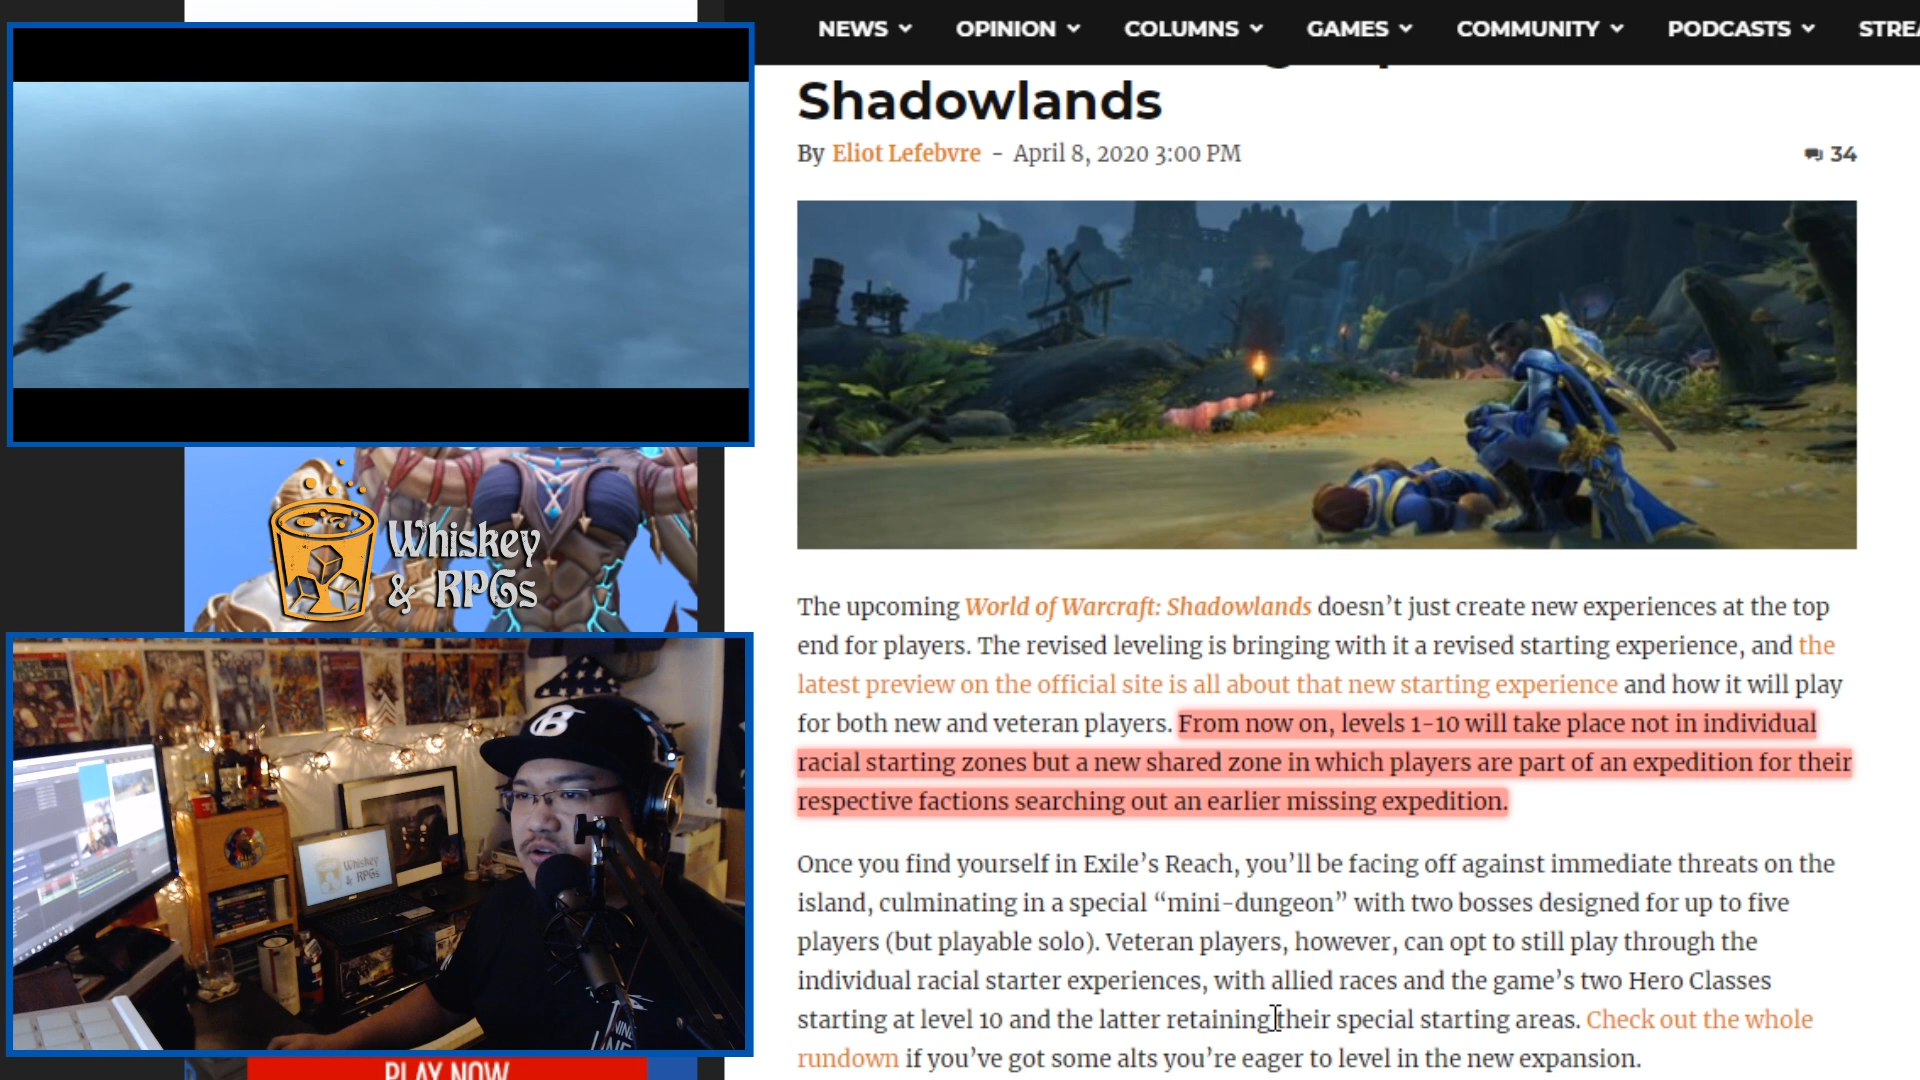 NEWS OPINION COLUMNS GAMES COMMUNITY PODCASTS
Shadowlands
By Eliot Lefebvre - April 8, 2020 3:00 PM
34
The upcoming World of Warcraft: Shadowlands doesn’t just create new experiences at the top
end for players. The revised leveling is bringing with it a revised starting experience, and the
latest preview on the official site is all about that new starting experience and how it will play
for both new and veteran players. From now on, levels 1-10 will take place not in individual
racial starting zones but a new shared zone in which players are part of an expedition for their
respective factions searching out an earlier missing expedition.
Once you find yourself in Exile’s Reach, you’ll be facing off against immediate threats on the
island, culminating in a special “mini-dungeon” with two bosses designed for up to five
players (but playable solo). Veteran players, however, can opt to still play through the
individual racial starter experiences, with allied races and the game’s two Hero Classes
starting at level 10 and the latter retaining their special starting areas. Check out the whole
rundown if you’ve got some alts you’re eager to level in the new expansion.
Whiskey
& RPGs
Whiskey
& RPGs
NINE
LINE
PLAY NOW